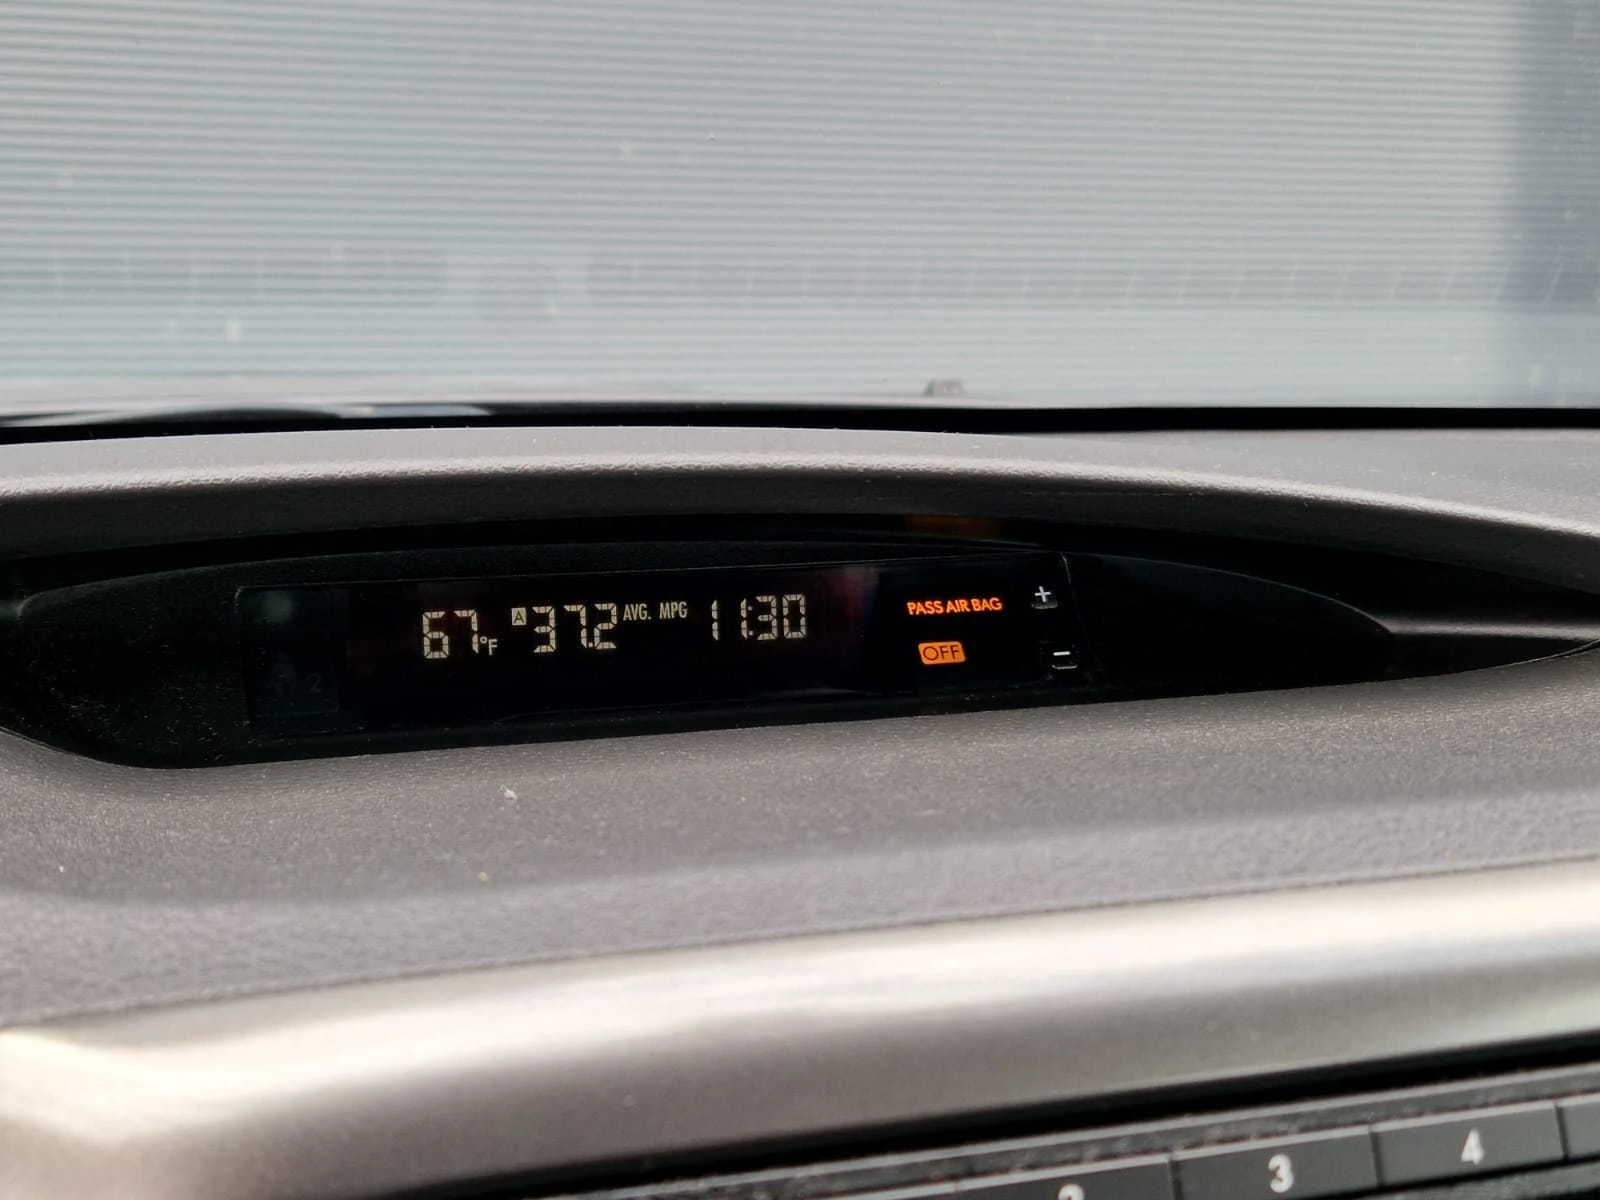 67°F A 37.2 AVG. MPG 11:30
PASS AIR BAG +
OFF −
3 4